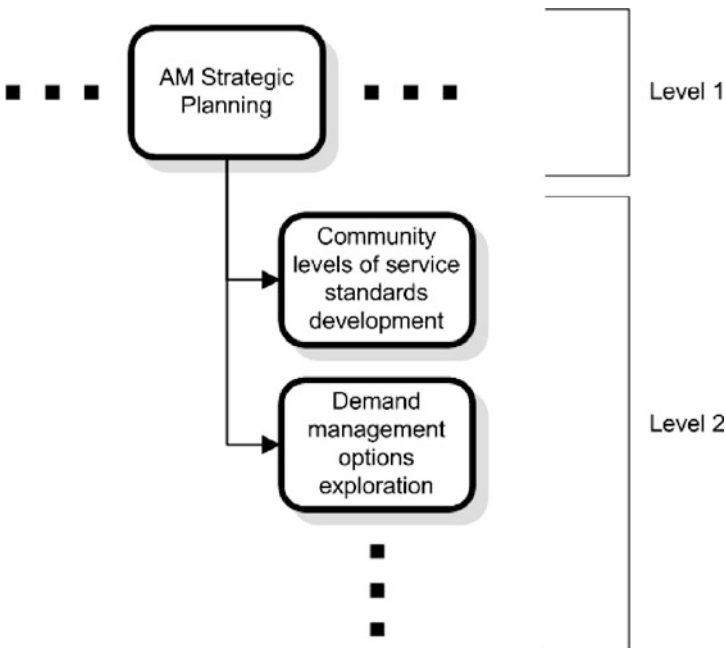 AM Strategic
Planning
Level 1
Community
levels of service
standards
development
Demand
management
options
exploration
Level 2